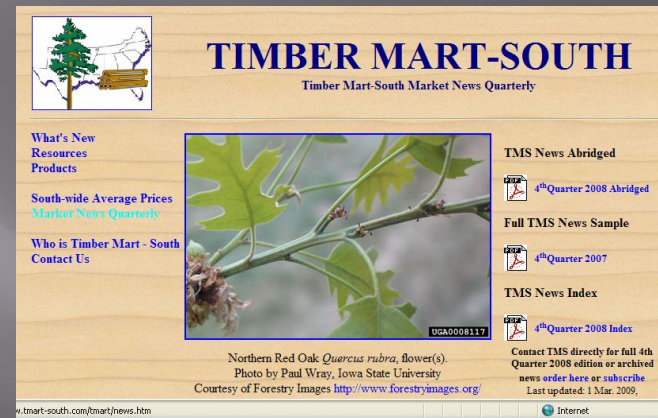 TIMBER MART-SOUTH
Timber Mart-South Market News Quarterly
What's New
Resources
Products
South-wide Average Prices
Market News Quarterly
Who is Timber Mart - South
Contact Us
UGA0008117
Northern Red Oak Quercus rubra, flower(s).
Photo by Paul Wray, Iowa State University
Courtesy of Forestry Images http://www.forestryimages.org/
TMS News Abridged
PDF
4thQuarter 2008 Abridged
Full TMS News Sample
PDF
4thQuarter 2007
TMS News Index
PDF
4thQuarter 2008 Index
Contact TMS directly for full 4th
Quarter 2008 edition or archived
news order here or subscribe
Last updated: 1 Mar. 2009,
w.tmart-south.com/tmart/news.htm
Internet